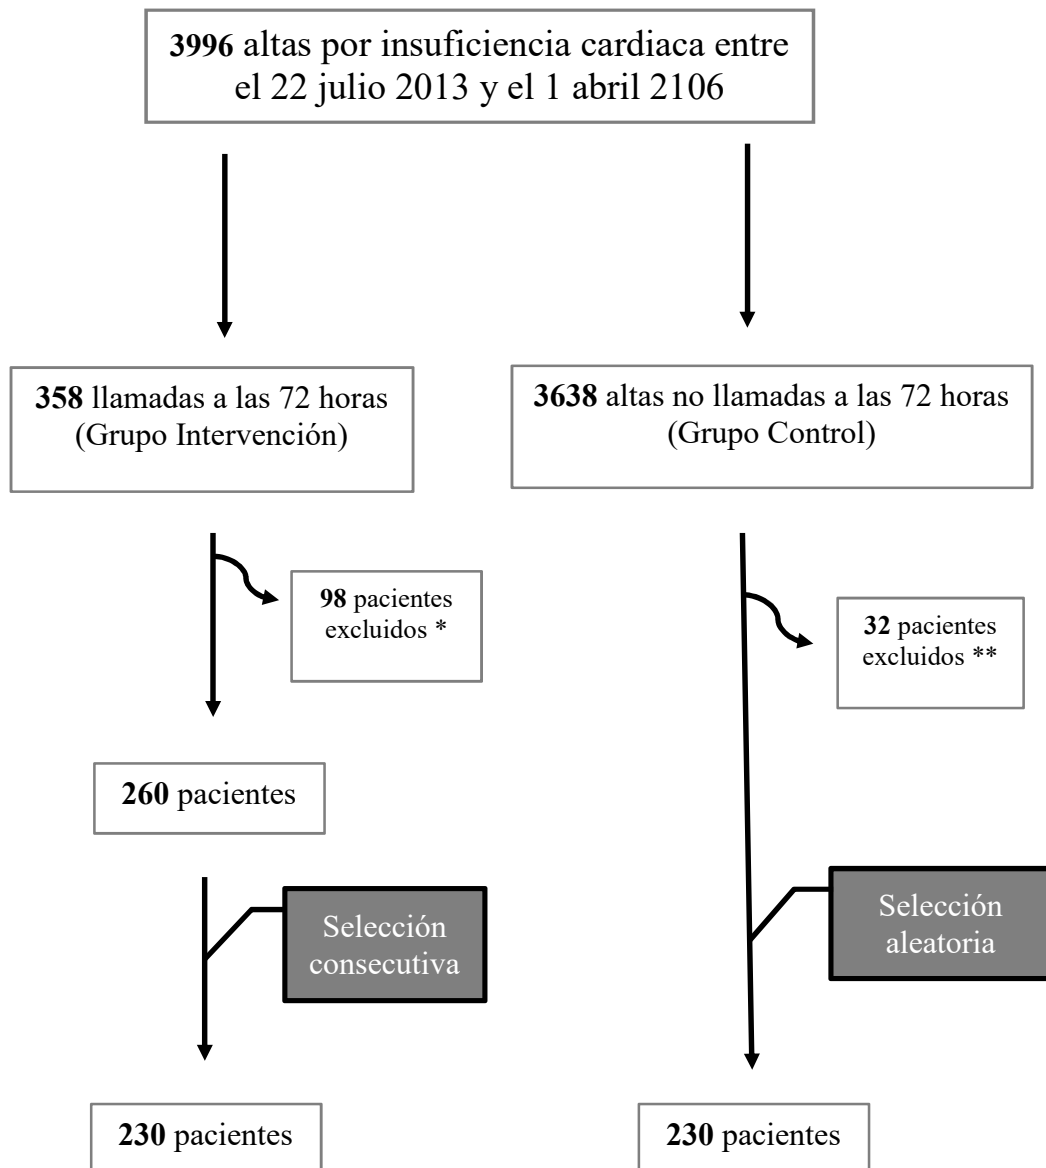 3996 altas por insuficiencia cardiaca entre
el 22 julio 2013 y el 1 abril 2106
358 llamadas a las 72 horas
(Grupo Intervención)
3638 altas no llamadas a las 72 horas
(Grupo Control)
98 pacientes
excluidos *
32 pacientes
excluidos **
260 pacientes
Selección
consecutiva
Selección
aleatoria
230 pacientes
230 pacientes